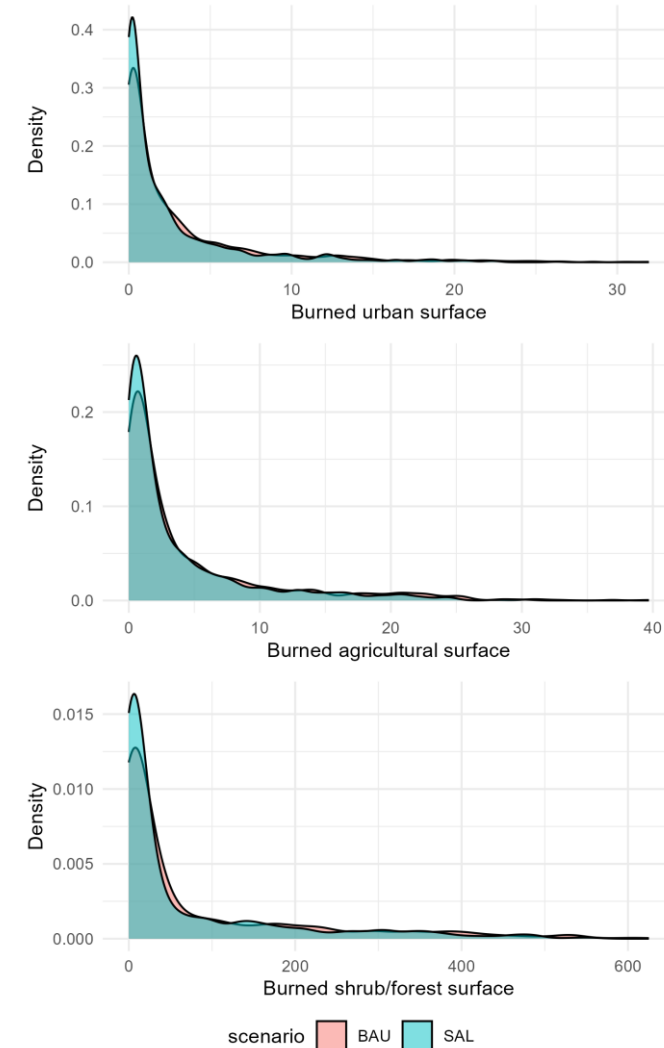 Density
0.4
0.3
0.2
0.1
0.0
0 10 20 30
Burned urban surface
Density
0.2
0.1
0.0
0 10 20 30 40
Burned agricultural surface
Density
0.015
0.010
0.005
0.000
0 200 400 600
Burned shrub/forest surface
scenario BAU SAL